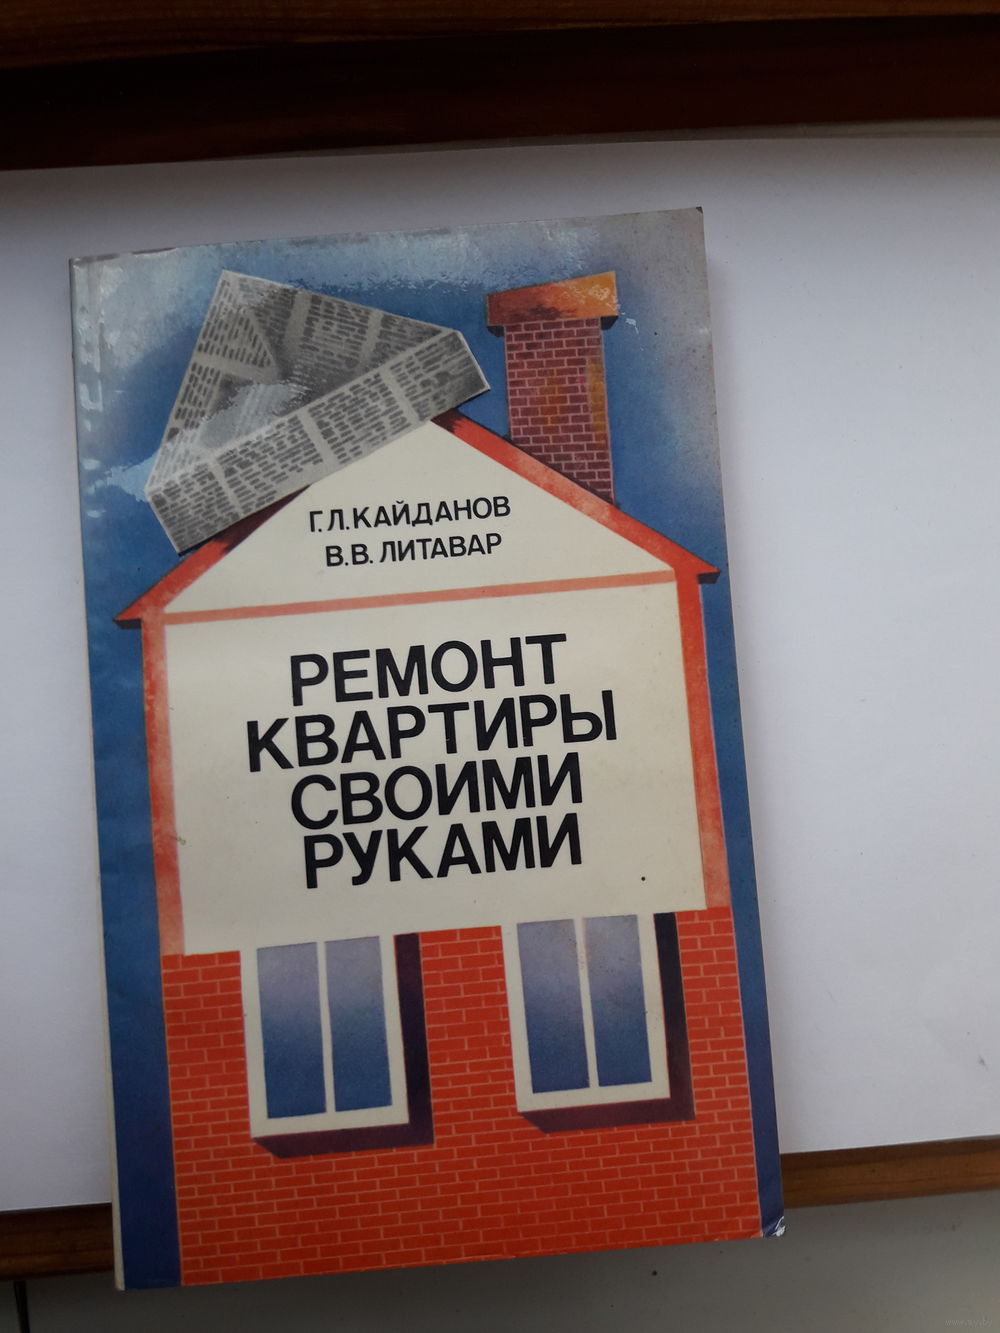 Г.Л.КАЙДАНОВ
В.В.ЛИТАВАР
РЕМОНТ
КВАРТИРЫ
СВОИМИ
РУКАМИ